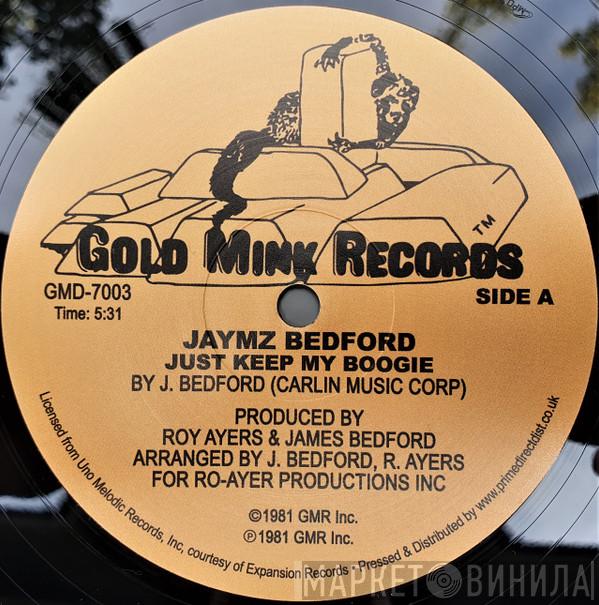 GOLD MINK RECORDS
TM
GMD-7003
Time: 5:31
SIDE A
JAYMZ BEDFORD
JUST KEEP MY BOOGIE
BY J. BEDFORD (CARLIN MUSIC CORP)
PRODUCED BY
ROY AYERS & JAMES BEDFORD
ARRANGED BY J. BEDFORD, R. AYERS
FOR RO-AYER PRODUCTIONS INC
©1981 GMR Inc.
℗1981 GMR Inc.
Licensed from Uno Melodic Records, Inc, courtesy of Expansion Records • Pressed & Distributed by www.primedirectdist.co.uk
МАРКЕТ ВИНИЛА